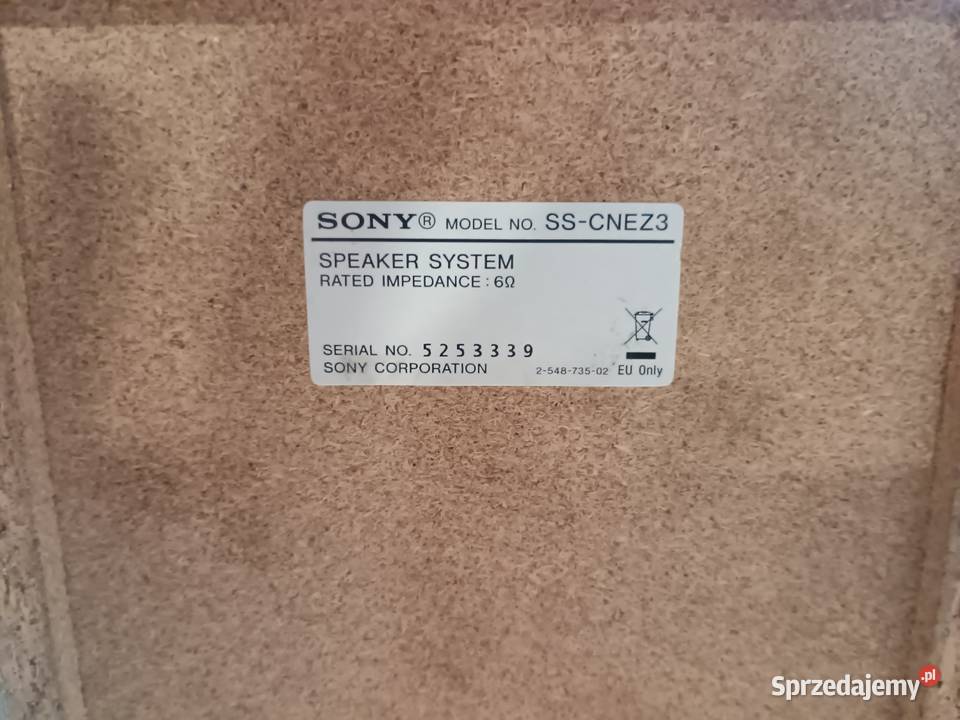 SONY® MODEL NO. SS-CNEZ3
SPEAKER SYSTEM
RATED IMPEDANCE : 6Ω
SERIAL NO. 5253339
SONY CORPORATION 2-548-735-02 EU Only
Sprzedajemy.pl